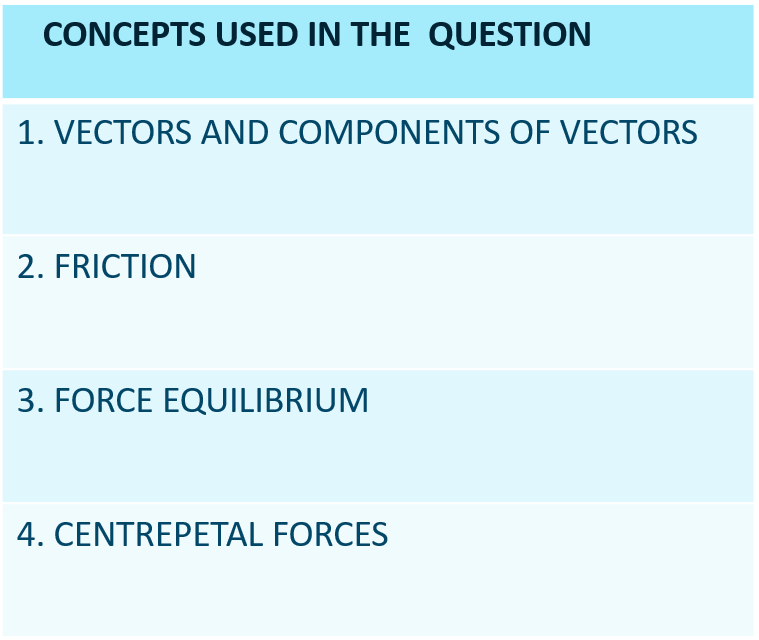 CONCEPTS USED IN THE QUESTION
1. VECTORS AND COMPONENTS OF VECTORS
2. FRICTION
3. FORCE EQUILIBRIUM
4. CENTREPETAL FORCES